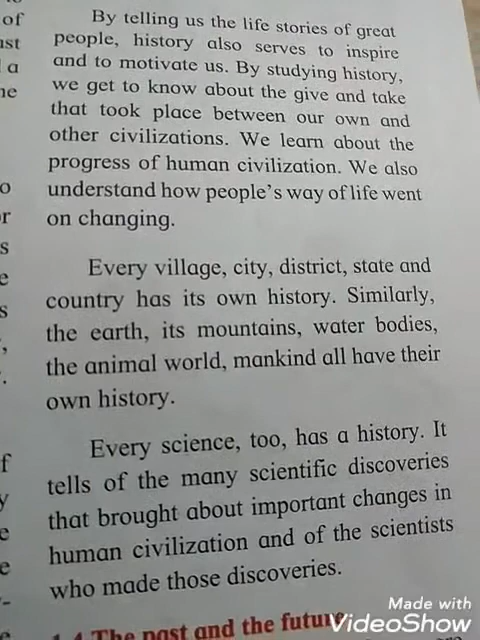 By telling us the life stories of great
people, history also serves to inspire
and to motivate us. By studying history,
we get to know about the give and take
that took place between our own and
other civilizations. We learn about the
progress of human civilization. We also
understand how people's way of life went
on changing.
Every village, city, district, state and
country has its own history. Similarly,
the earth, its mountains, water bodies,
the animal world, mankind all have their
own history.
Every science, too, has a history. It
tells of the many scientific discoveries
that brought about important changes in
human civilization and of the scientists
who made those discoveries.
The past and the future
Made with
VideoShow